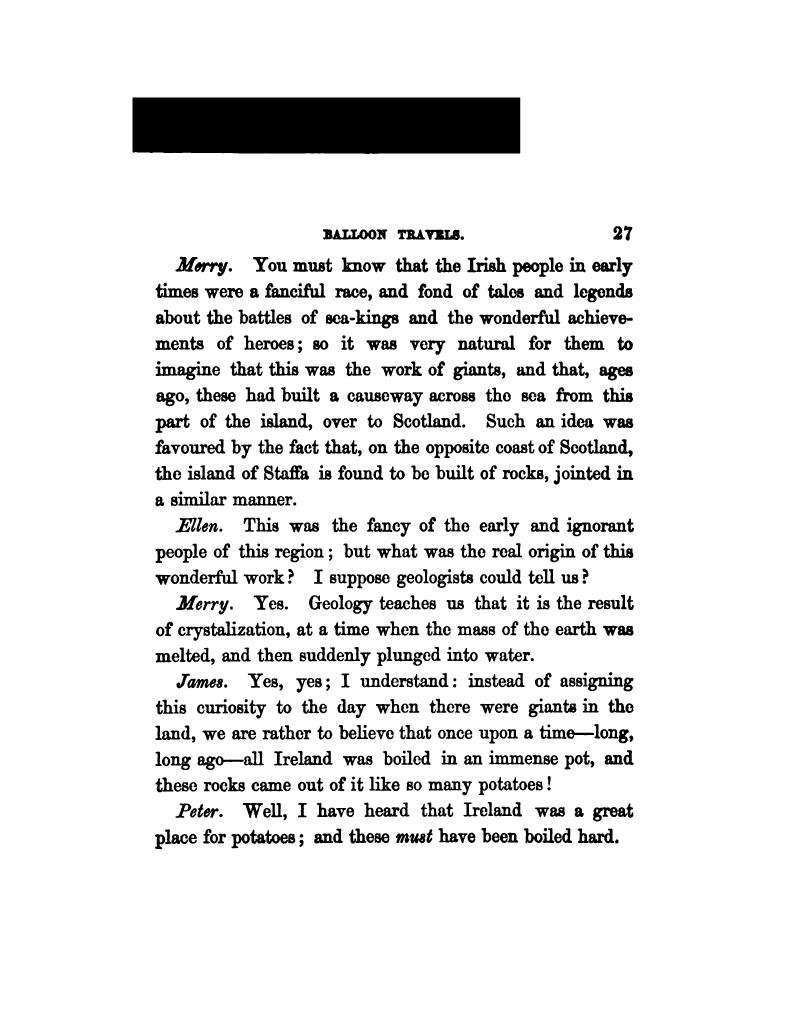 BALLOON TRAVELS. 27
Merry. You must know that the Irish people in early
times were a fanciful race, and fond of tales and legends
about the battles of sea-kings and the wonderful achieve-
ments of heroes; so it was very natural for them to
imagine that this was the work of giants, and that, ages
ago, these had built a causeway across the sea from this
part of the island, over to Scotland. Such an idea was
favoured by the fact that, on the opposite coast of Scotland,
the island of Staffa is found to be built of rocks, jointed in
a similar manner.
Ellen. This was the fancy of the early and ignorant
people of this region; but what was the real origin of this
wonderful work? I suppose geologists could tell us?
Merry. Yes. Geology teaches us that it is the result
of crystalization, at a time when the mass of the earth was
melted, and then suddenly plunged into water.
James. Yes, yes; I understand: instead of assigning
this curiosity to the day when there were giants in the
land, we are rather to believe that once upon a time—long,
long ago—all Ireland was boiled in an immense pot, and
these rocks came out of it like so many potatoes!
Peter. Well, I have heard that Ireland was a great
place for potatoes; and these must have been boiled hard.